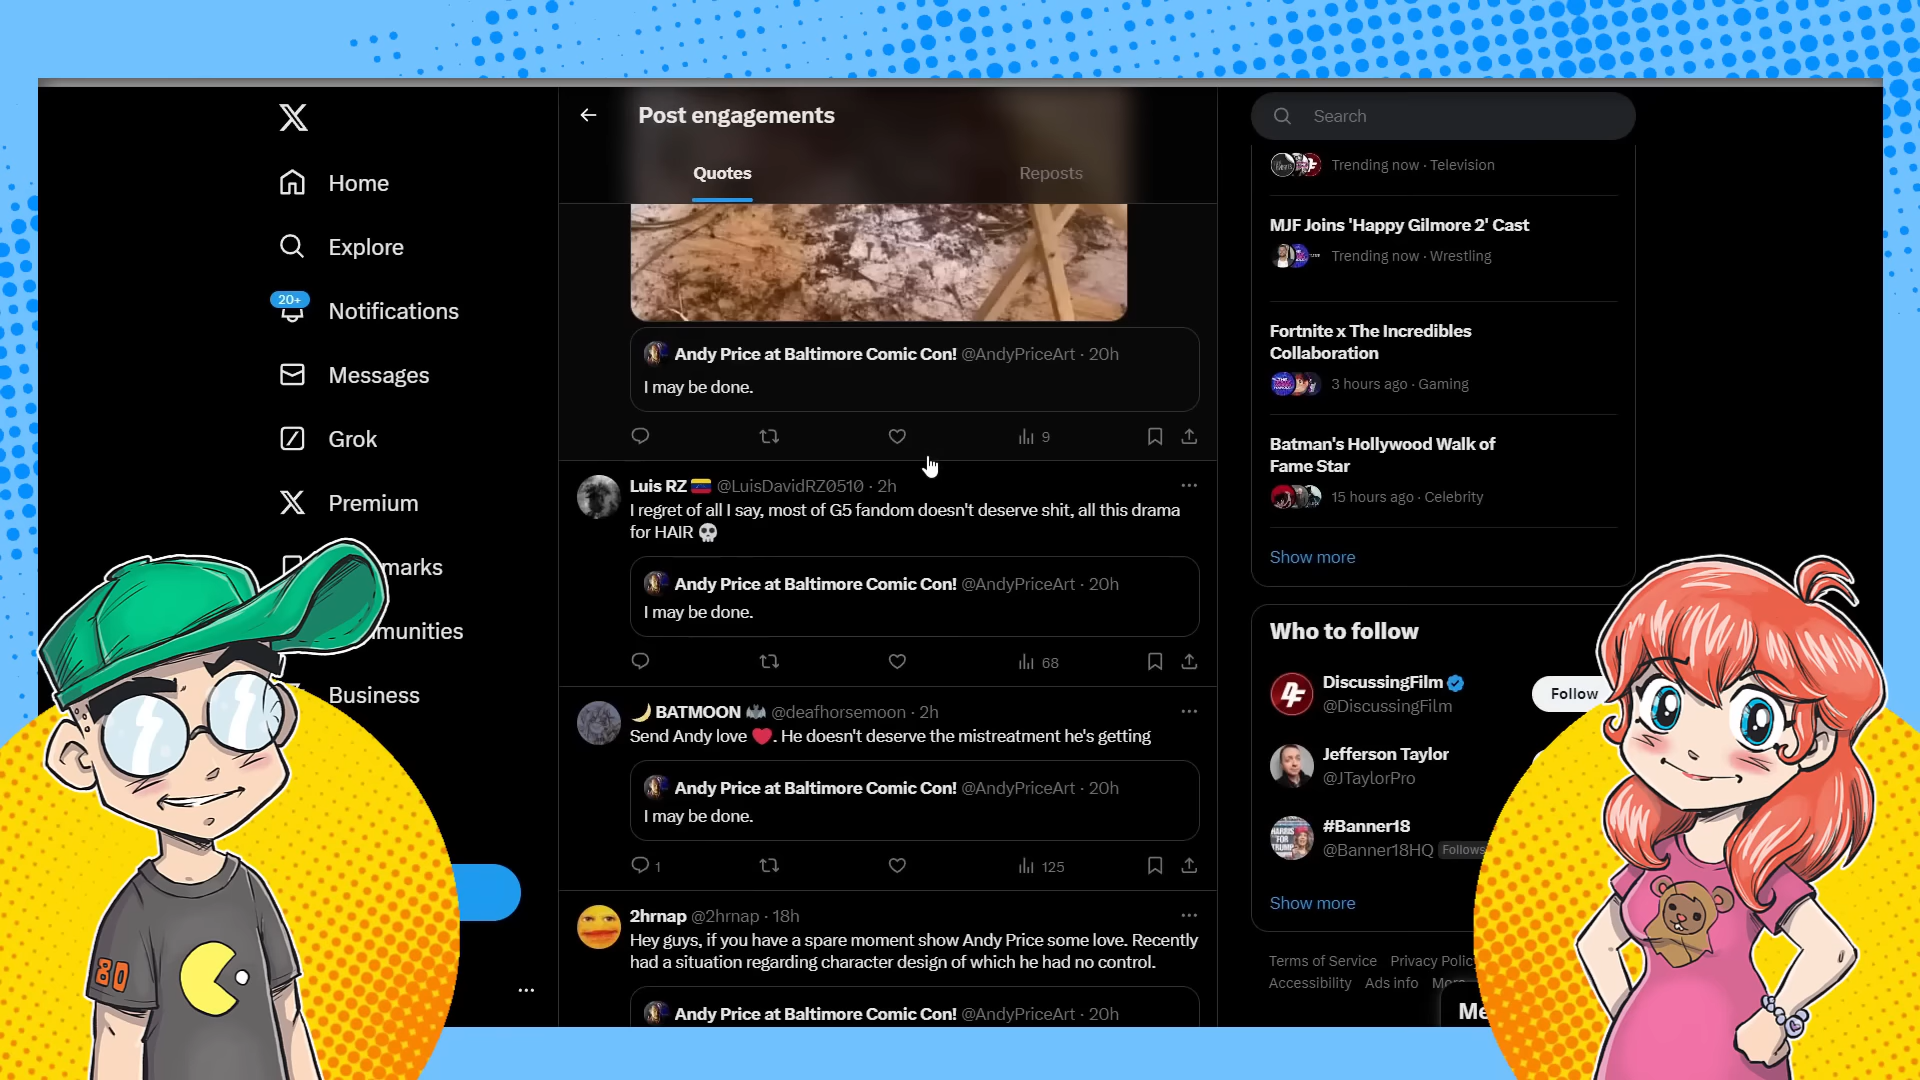 Home
Explore
20+
Notifications
Messages
Grok
Premium
marks
munities
Business
Post engagements
Quotes
Reposts
Andy Price at Baltimore Comic Con! @AndyPriceArt · 20h
I may be done.
9
Luis RZ 🇻🇪 @LuisDavidRZ0510 · 2h
I regret of all I say, most of G5 fandom doesn't deserve shit, all this drama
for HAIR 💀
Andy Price at Baltimore Comic Con! @AndyPriceArt · 20h
I may be done.
68
🌙 BATMOON 🦇 @deafhorsemoon · 2h
Send Andy love ❤️. He doesn't deserve the mistreatment he's getting
Andy Price at Baltimore Comic Con! @AndyPriceArt · 20h
I may be done.
1
125
2hrnap @2hrnap · 18h
Hey guys, if you have a spare moment show Andy Price some love. Recently
had a situation regarding character design of which he had no control.
Andy Price at Baltimore Comic Con! @AndyPriceArt · 20h
Search
Trending now · Television
MJF Joins 'Happy Gilmore 2' Cast
Trending now · Wrestling
Fortnite x The Incredibles
Collaboration
3 hours ago · Gaming
Batman's Hollywood Walk of
Fame Star
15 hours ago · Celebrity
Show more
Who to follow
DiscussingFilm
@DiscussingFilm
Follow
Jefferson Taylor
@JTaylorPro
#Banner18
@Banner18HQ Follows
Show more
Terms of Service Privacy Polic
Accessibility Ads info
Me
80